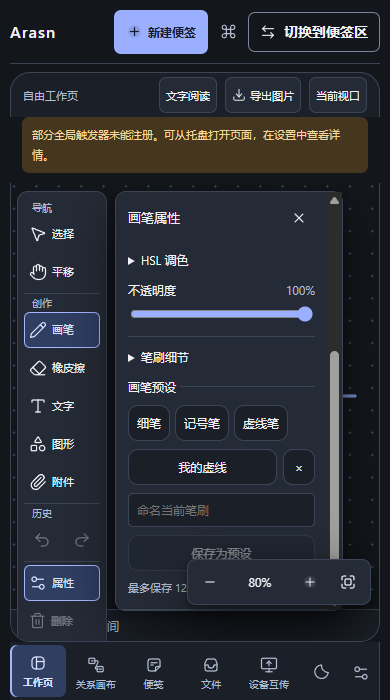 Arasn
新建便签
切换到便签区
自由工作页
文字阅读
导出图片
当前视口
部分全局触发器未能注册。可从托盘打开页面，在设置中查看详
情。
导航
选择
平移
创作
画笔
橡皮擦
文字
图形
附件
历史
属性
删除
画笔属性
HSL 调色
不透明度 100%
笔刷细节
画笔预设
细笔
记号笔
虚线笔
我的虚线
×
命名当前画笔
保存为预设
最多保存 12
80%
间
工作页
关系画布
便笺
文件
设备互传